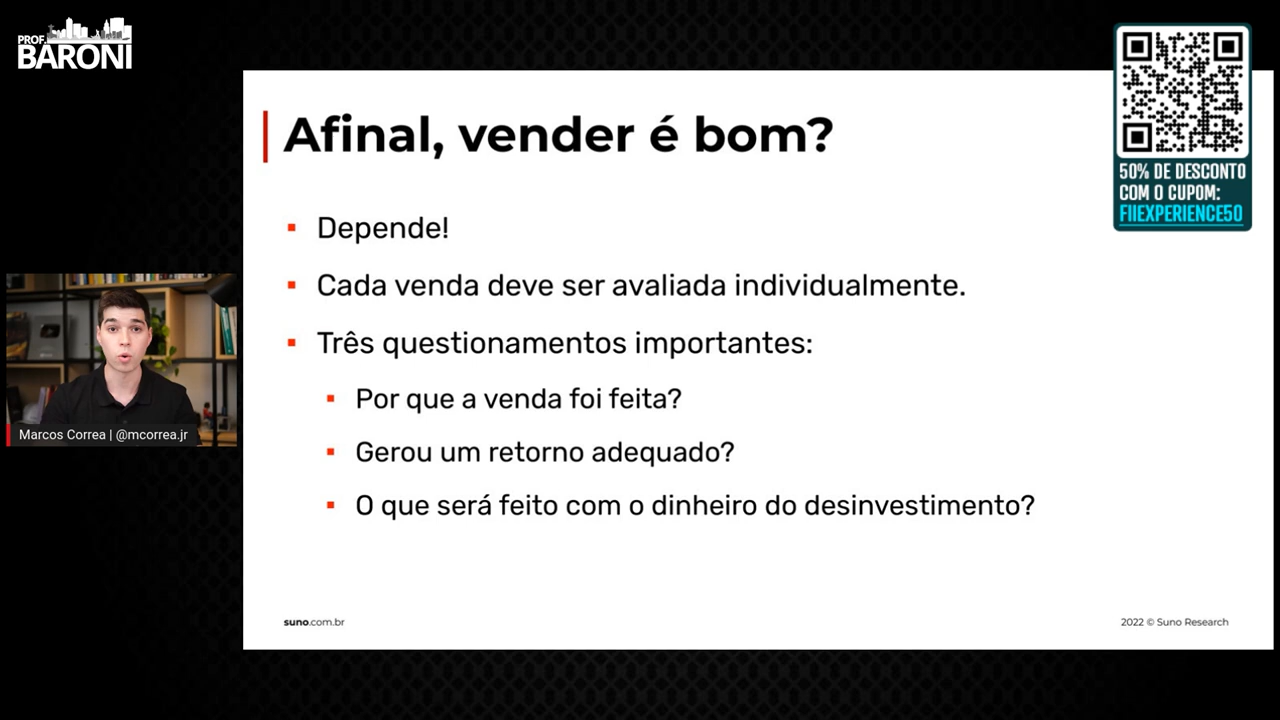 PROF.
BARONI
50% DE DESCONTO
COM O CUPOM:
FIIEXPERIENCE50
Afinal, vender é bom?
Depende!
Cada venda deve ser avaliada individualmente.
Três questionamentos importantes:
Por que a venda foi feita?
Gerou um retorno adequado?
O que será feito com o dinheiro do desinvestimento?
Marcos Correa | @mcorrea.jr
suno.com.br
2022 © Suno Research